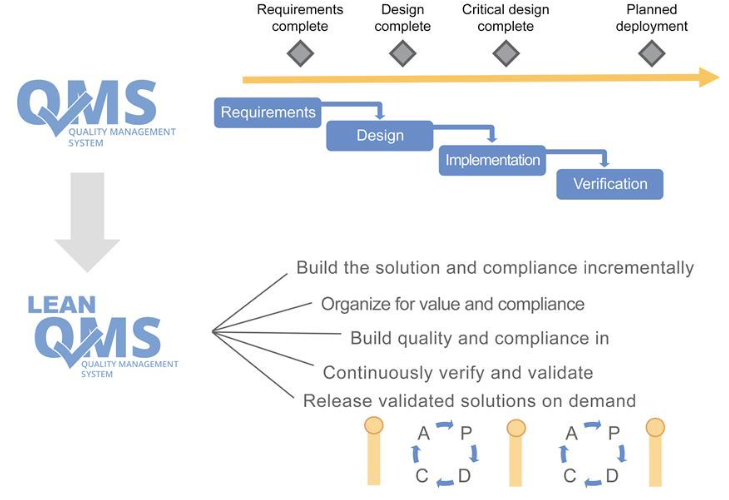 Requirements
complete
Design
complete
Critical design
complete
Planned
deployment
QMS
QUALITY MANAGEMENT
SYSTEM
Requirements
Design
Implementation
Verification
LEAN
QMS
QUALITY MANAGEMENT
SYSTEM
Build the solution and compliance incrementally
Organize for value and compliance
Build quality and compliance in
Continuously verify and validate
Release validated solutions on demand
A P
C D
A P
C D